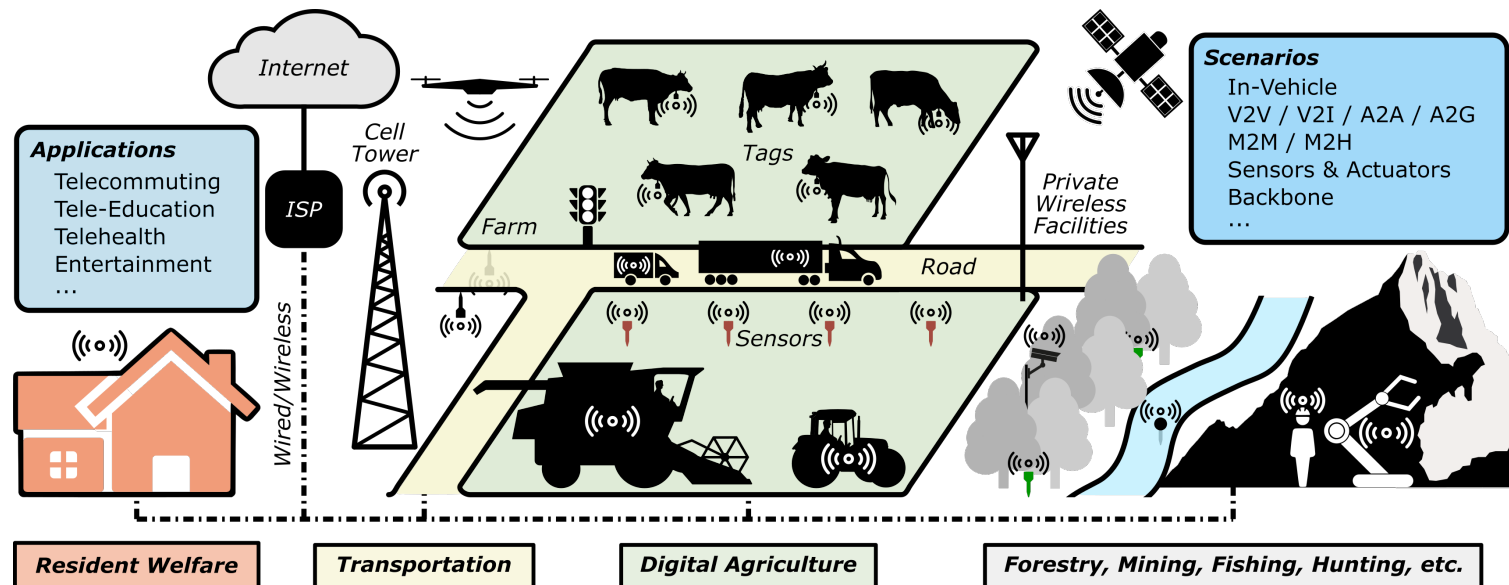 Internet
Applications
Telecommuting
Tele-Education
Telehealth
Entertainment
...
ISP
Wired/Wireless
Cell
Tower
Farm
Tags
Road
Sensors
Private
Wireless
Facilities
Scenarios
In-Vehicle
V2V / V2I / A2A / A2G
M2M / M2H
Sensors & Actuators
Backbone
...
Resident Welfare
Transportation
Digital Agriculture
Forestry, Mining, Fishing, Hunting, etc.